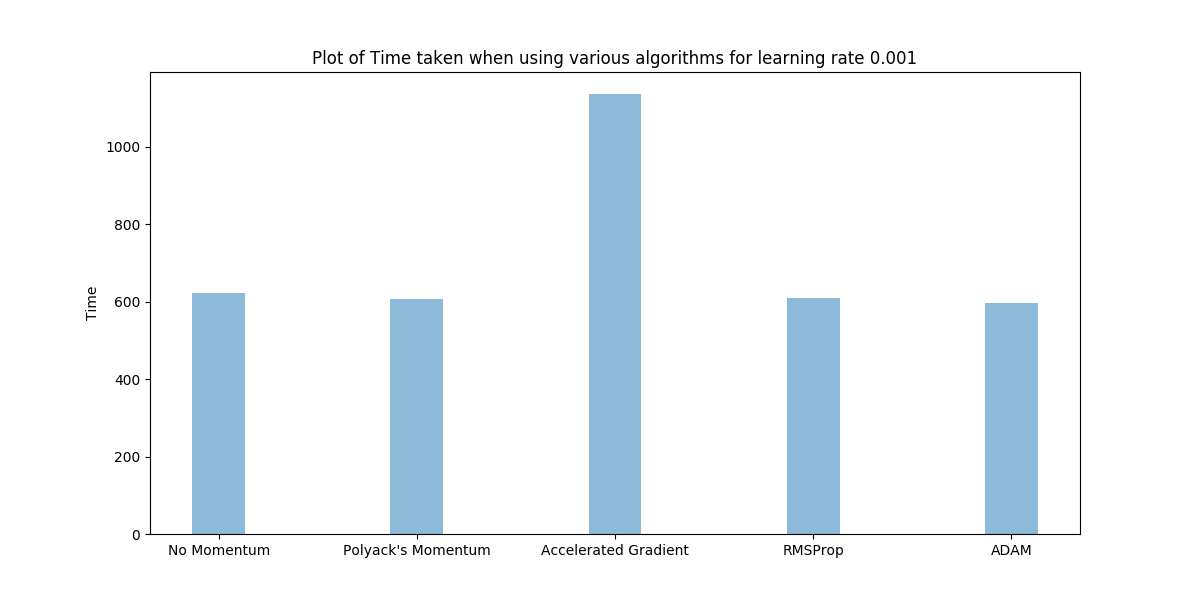 Plot of Time taken when using various algorithms for learning rate 0.001
Time
1000
800
600
400
200
0
No Momentum Polyack's Momentum Accelerated Gradient RMSProp ADAM